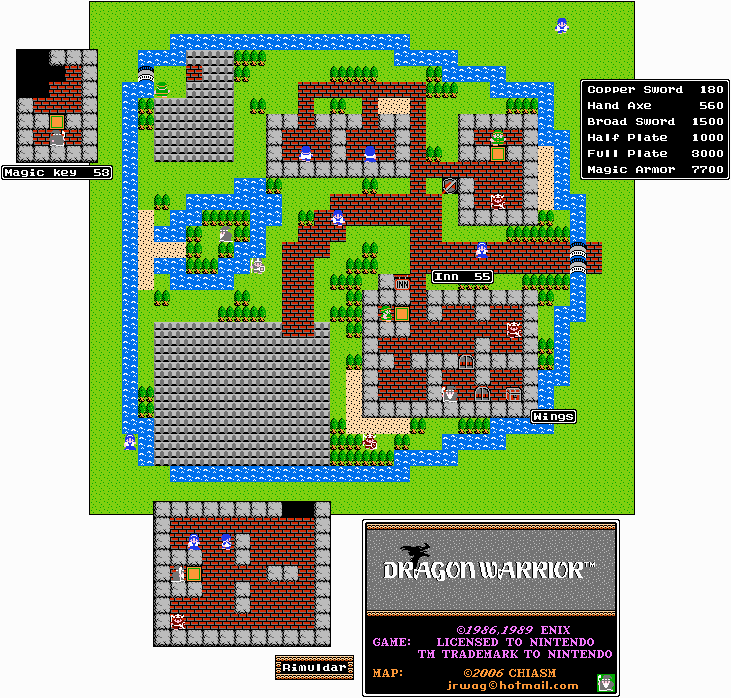 Copper Sword 180
Hand Axe 560
Broad Sword 1500
Half Plate 1000
Full Plate 3000
Magic Armor 7700
Magic key 53
INN
Inn 55
Wings
DRAGON WARRIOR™
©1986,1989 ENIX
GAME: LICENSED TO NINTENDO
TM TRADEMARK TO NINTENDO
Rimuldar
MAP: ©2006 CHIASM
jrwag@hotmail.com